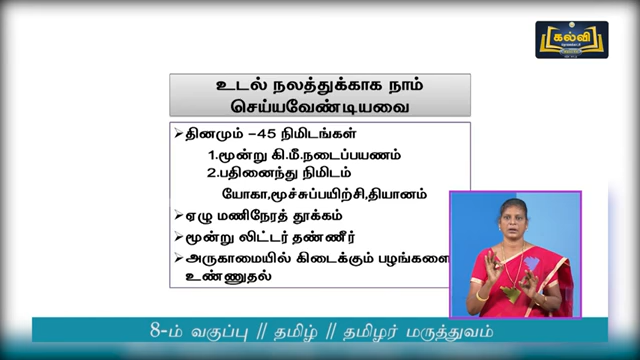 கல்வி
உடல் நலத்துக்காக நாம்
செய்யவேண்டியவை
➢தினமும் –45 நிமிடங்கள்
1.மூன்று கி.மீ.நடைப்பயணம்
2.பதினைந்து நிமிடம்
யோகா,மூச்சுப்பயிற்சி,தியானம்
➢ஏழு மணிநேரத் தூக்கம்
➢மூன்று லிட்டர் தண்ணீர்
➢அருகாமையில் கிடைக்கும் பழங்களை
உண்ணுதல்
8-ம் வகுப்பு // தமிழ் // தமிழர் மருத்துவம்